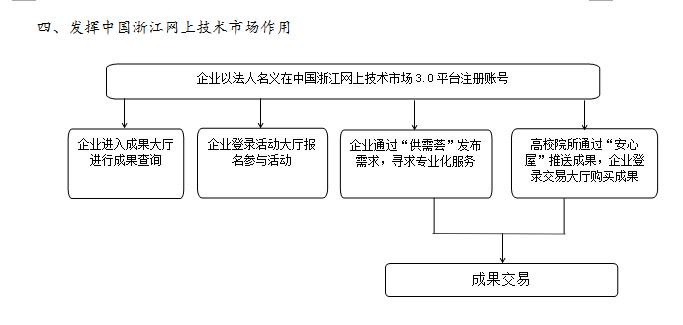 四、发挥中国浙江网上技术市场作用
企业以法人名义在中国浙江网上技术市场3.0平台注册账号
企业进入成果大厅
进行成果查询
企业登录活动大厅报
名参与活动
企业通过“供需荟”发布
需求，寻求专业化服务
高校院所通过“安心
屋”推送成果，企业登
录交易大厅购买成果
成果交易